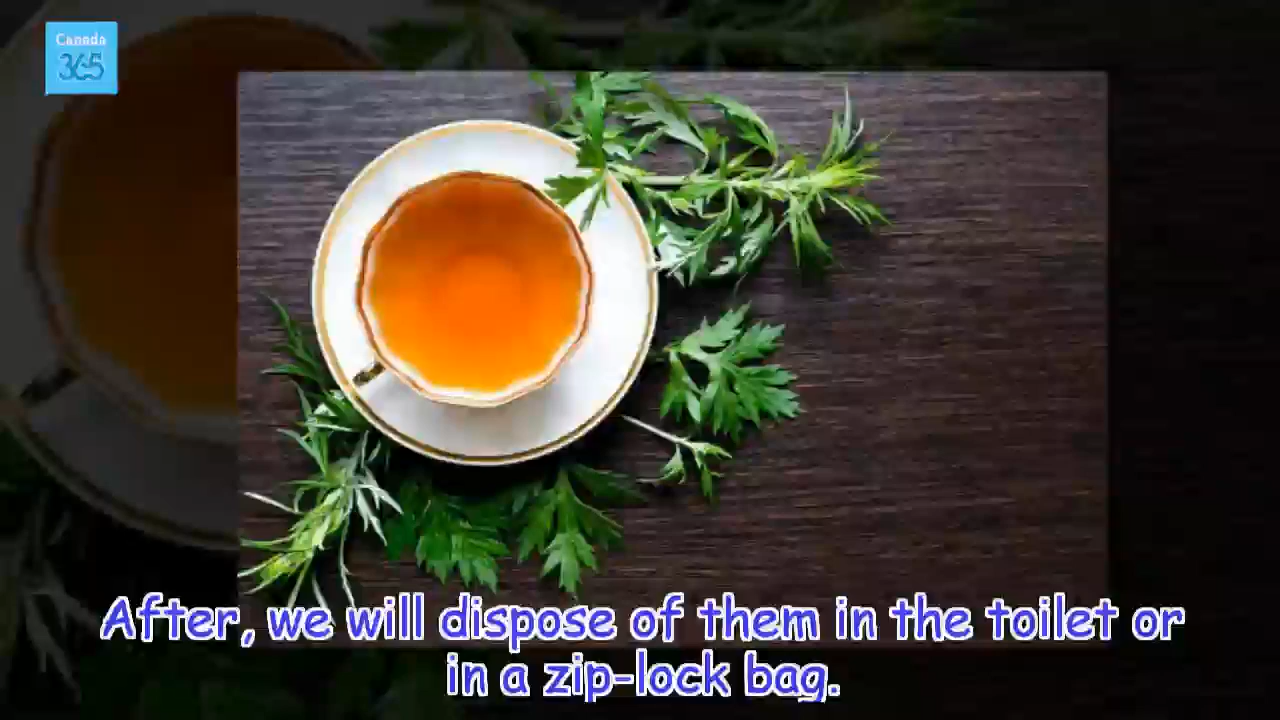 Canada
365
After, we will dispose of them in the toilet or
in a zip-lock bag.